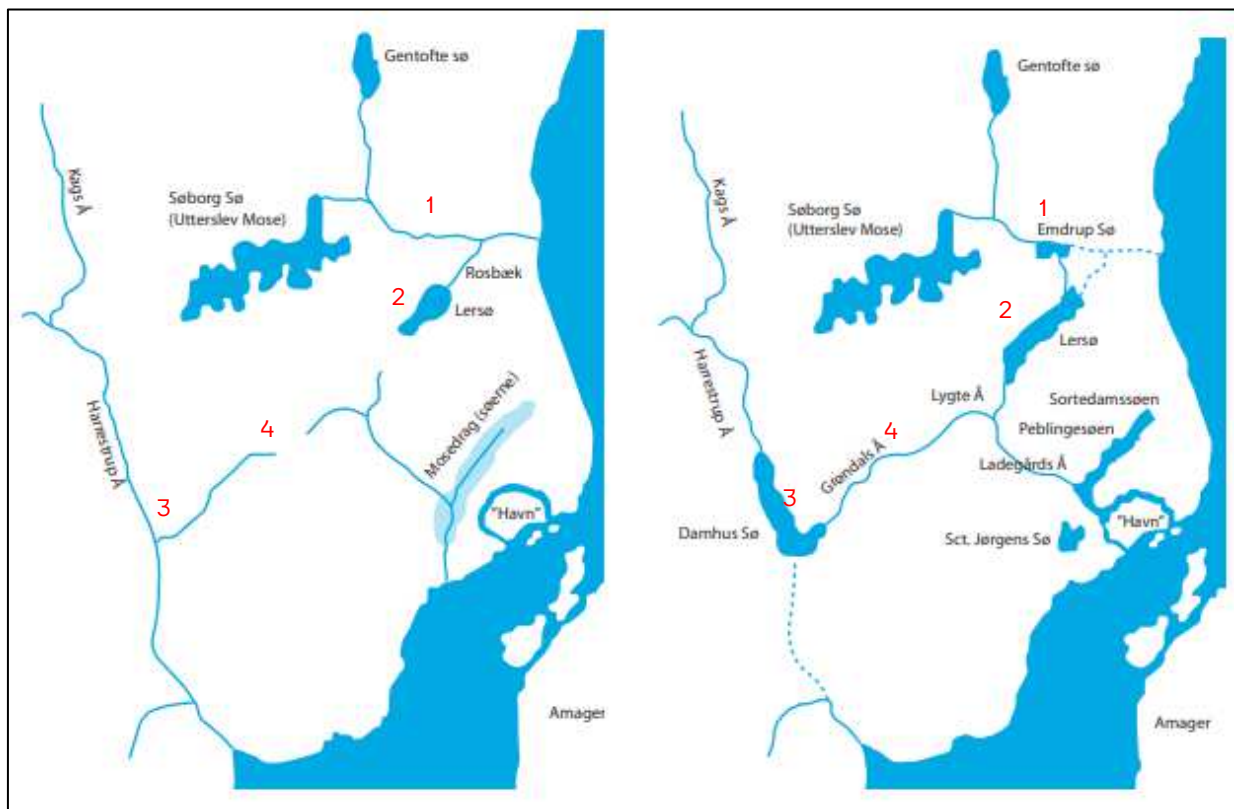 Gentofte sø
Kags Å
Søborg Sø
(Utterslev Mose)
1
Rosbæk
2
Lersø
Harrestrup Å
4
Mosedrag (søerne)
3
"Havn"
Amager
Gentofte sø
Kags Å
Søborg Sø
(Utterslev Mose)
1
Emdrup Sø
2
Lersø
Harrestrup Å
Lygte Å
Sortedamssøen
4
Peblingesøen
Grøndals Å
Ladegårds Å
3
"Havn"
Damhus Sø
Sct. Jørgens Sø
Amager